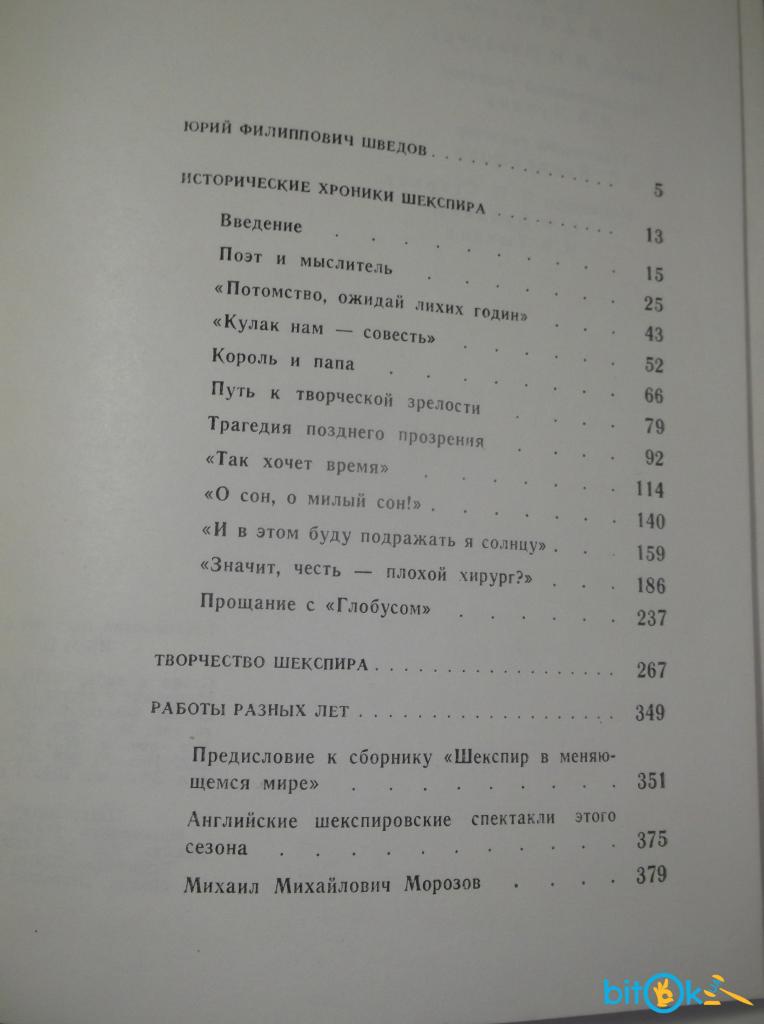 ЮРИЙ ФИЛИППОВИЧ ШВЕДОВ . . . . . . . . . . . . 5
ИСТОРИЧЕСКИЕ ХРОНИКИ ШЕКСПИРА . . . . . . . . 13
Введение . . . . . . . . . 15
Поэт и мыслитель . . . . . . . 25
«Потомство, ожидай лихих годин» . . . 43
«Кулак нам — совесть» . . . . . . 52
Король и папа . . . . . . . . 66
Путь к творческой зрелости . . . . . 79
Трагедия позднего прозрения . . . . 92
«Так хочет время» . . . . . . . 114
«О сон, о милый сон!» . . . . . . 140
«И в этом буду подражать я солнцу» . . . 159
«Значит, честь — плохой хирург?» . . . 186
Прощание с «Глобусом» . . . . . . 237
ТВОРЧЕСТВО ШЕКСПИРА . . . . . . . . . . . . . . . . 267
РАБОТЫ РАЗНЫХ ЛЕТ . . . . . . . . . . . . . . . . . 349
Предисловие к сборнику «Шекспир в меняю-
щемся мире» . . . . . . . . . 351
Английские шекспировские спектакли этого
сезона . . . . . . . . . . . 375
Михаил Михайлович Морозов . . . . 379
bitOk